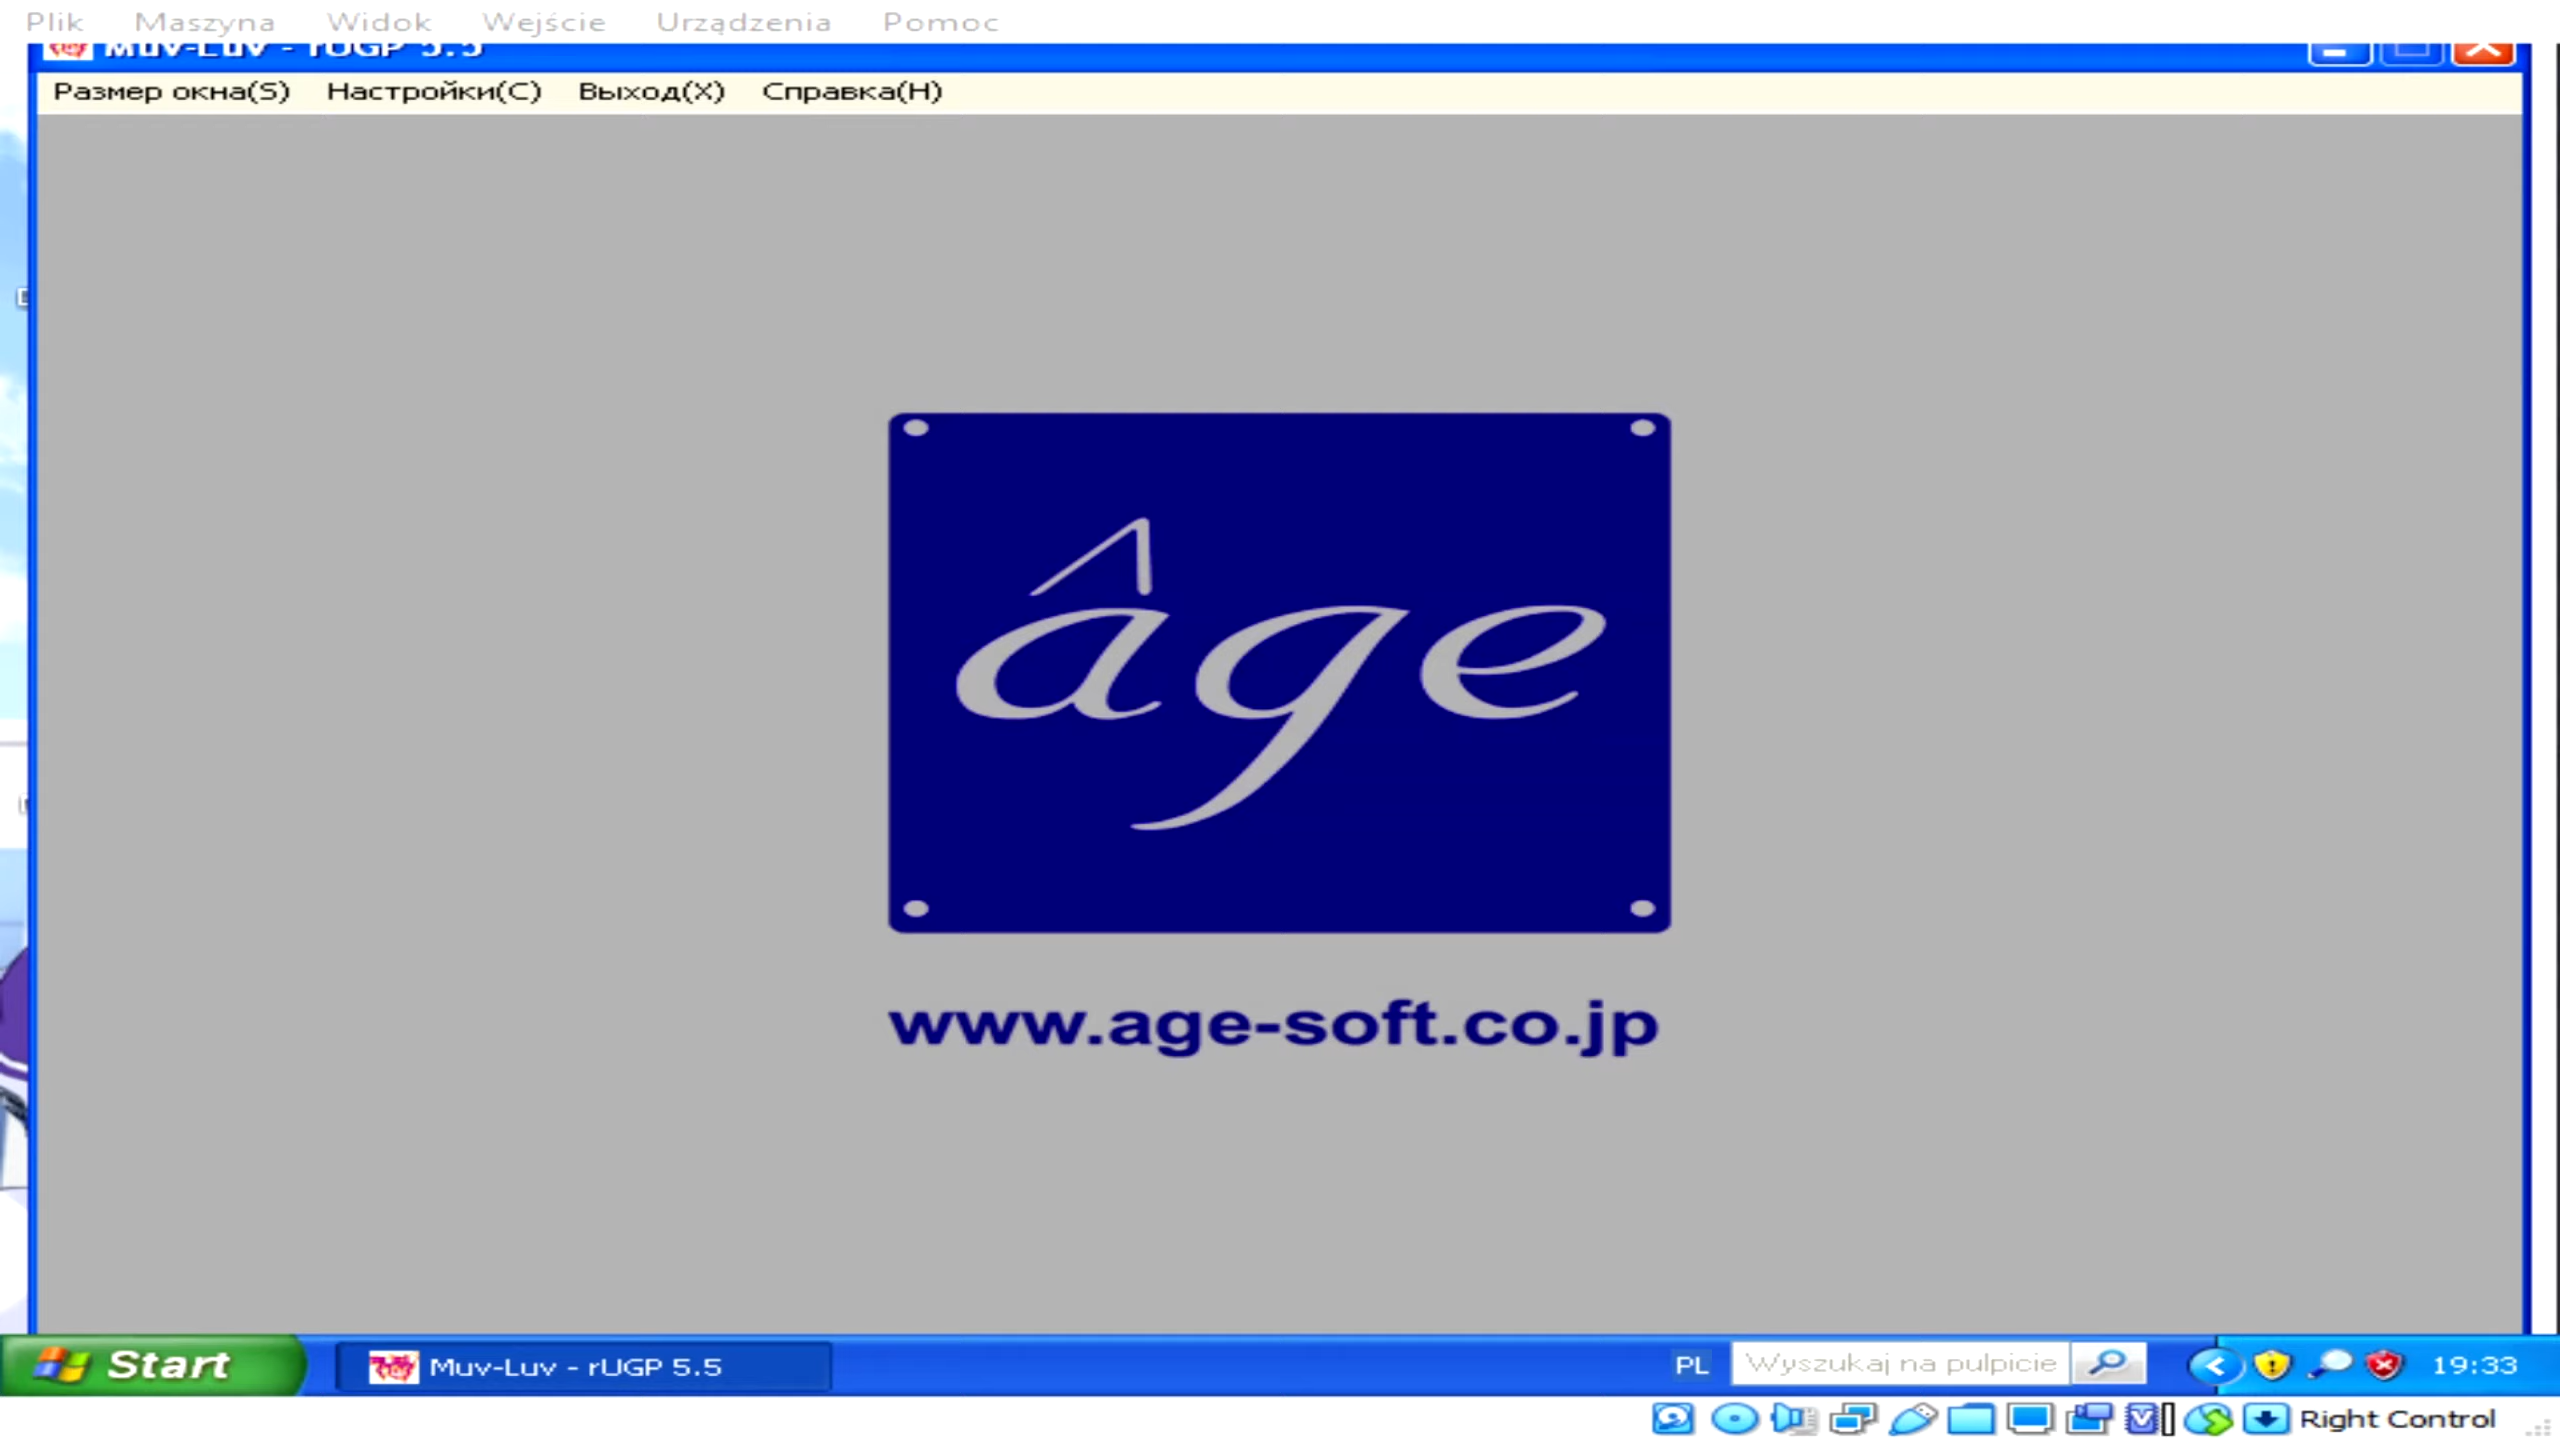 Plik Maszyna Widok Wejście Urządzenia Pomoc
Muv-Luv - rUGP 5.5
Размер окна(S) Настройки(C) Выход(X) Справка(H)
âge
www.age-soft.co.jp
Start Muv-Luv - rUGP 5.5 PL Wyszukaj na pulpicie 19:33
Right Control